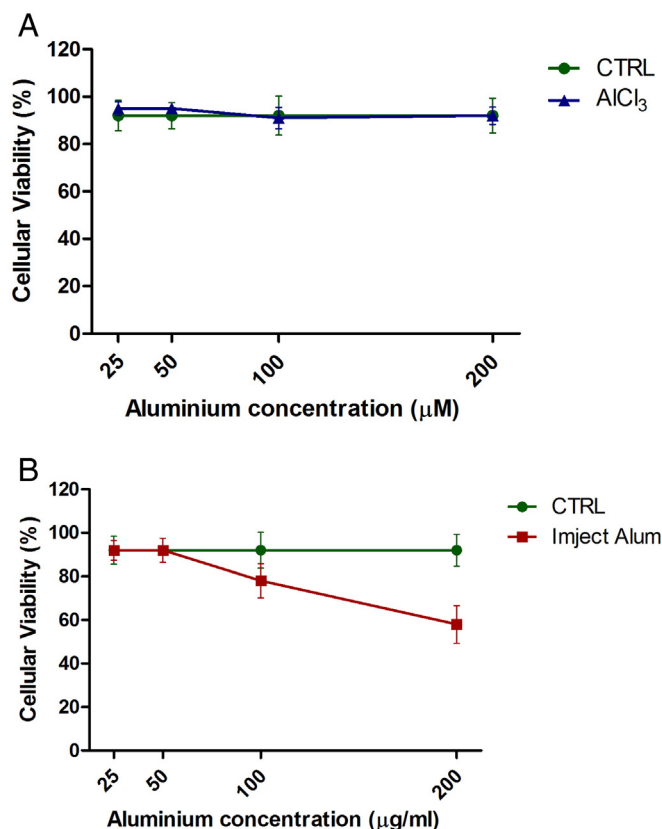 A
120
100
80
60
40
20
0
Cellular Viability (%)
25
50
100
200
Aluminium concentration (μM)
CTRL
AlCl₃
B
120
100
80
60
40
20
0
Cellular Viability (%)
25
50
100
200
Aluminium concentration (μg/ml)
CTRL
Imject Alum